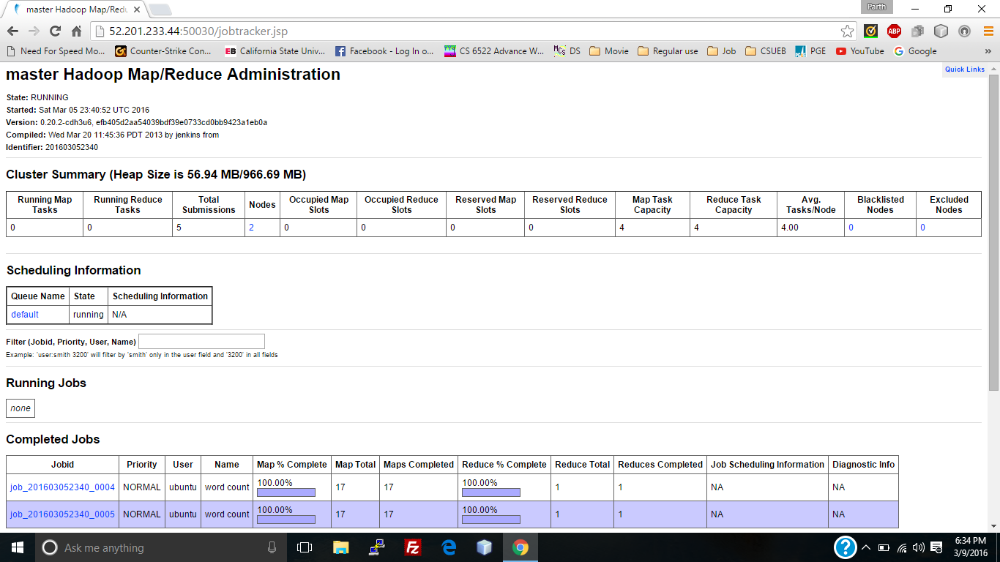 master Hadoop Map/Redu
Parth
52.201.233.44:50030/jobtracker.jsp
ABP
Need For Speed Mo... Counter-Strike Con... EB California State Univ... Facebook - Log In o... CS 6522 Advance W... DS Movie Regular use Job CSUEB PGE YouTube Google »
master Hadoop Map/Reduce Administration
Quick Links
State: RUNNING
Started: Sat Mar 05 23:40:52 UTC 2016
Version: 0.20.2-cdh3u6, efb405d2aa54039bdf39e0733cd0bb9423a1eb0a
Compiled: Wed Mar 20 11:45:36 PDT 2013 by jenkins from
Identifier: 201603052340
Cluster Summary (Heap Size is 56.94 MB/966.69 MB)
Running Map Tasks Running Reduce Tasks Total Submissions Nodes Occupied Map Slots Occupied Reduce Slots Reserved Map Slots Reserved Reduce Slots Map Task Capacity Reduce Task Capacity Avg. Tasks/Node Blacklisted Nodes Excluded Nodes
0 0 5 2 0 0 0 0 4 4 4.00 0 0
Scheduling Information
Queue Name State Scheduling Information
default running N/A
Filter (Jobid, Priority, User, Name)
Example: 'user:smith 3200' will filter by 'smith' only in the user field and '3200' in all fields
Running Jobs
none
Completed Jobs
Jobid Priority User Name Map % Complete Map Total Maps Completed Reduce % Complete Reduce Total Reduces Completed Job Scheduling Information Diagnostic Info
job_201603052340_0004 NORMAL ubuntu word count 100.00% 17 17 100.00% 1 1 NA NA
job_201603052340_0005 NORMAL ubuntu word count 100.00% 17 17 100.00% 1 1 NA NA
Ask me anything
6:34 PM
3/9/2016